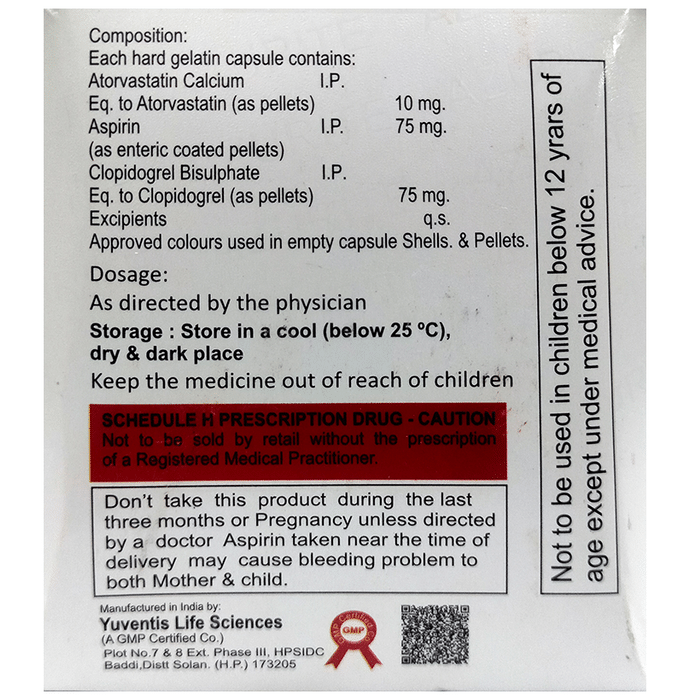 Composition:
Each hard gelatin capsule contains:
Atorvastatin Calcium I.P.
Eq. to Atorvastatin (as pellets) 10 mg.
Aspirin I.P. 75 mg.
(as enteric coated pellets)
Clopidogrel Bisulphate I.P.
Eq. to Clopidogrel (as pellets) 75 mg.
Excipients q.s.
Approved colours used in empty capsule Shells. & Pellets.
Dosage:
As directed by the physician
Storage : Store in a cool (below 25 ºC),
dry & dark place
Keep the medicine out of reach of children
SCHEDULE H PRESCRIPTION DRUG - CAUTION
Not to be sold by retail without the prescription
of a Registered Medical Practitioner.
Don't take this product during the last
three months or Pregnancy unless directed
by a doctor Aspirin taken near the time of
delivery may cause bleeding problem to
both Mother & child.
Manufactured in India by:
Yuventis Life Sciences
(A GMP Certified Co.)
Plot No.7 & 8 Ext. Phase III, HPSIDC
Baddi,Distt Solan. (H.P.) 173205
GMP Certified Co.
GMP
Not to be used in children below 12 yrars of
age except under medical advice.